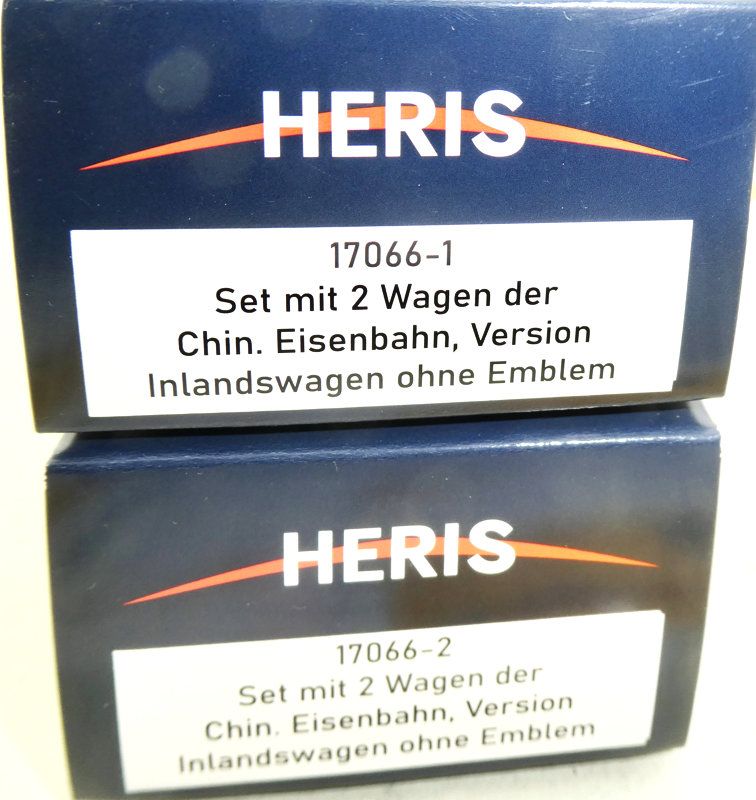 HERIS
17066-1
Set mit 2 Wagen der
Chin. Eisenbahn, Version
Inlandswagen ohne Emblem
HERIS
17066-2
Set mit 2 Wagen der
Chin. Eisenbahn, Version
Inlandswagen ohne Emblem